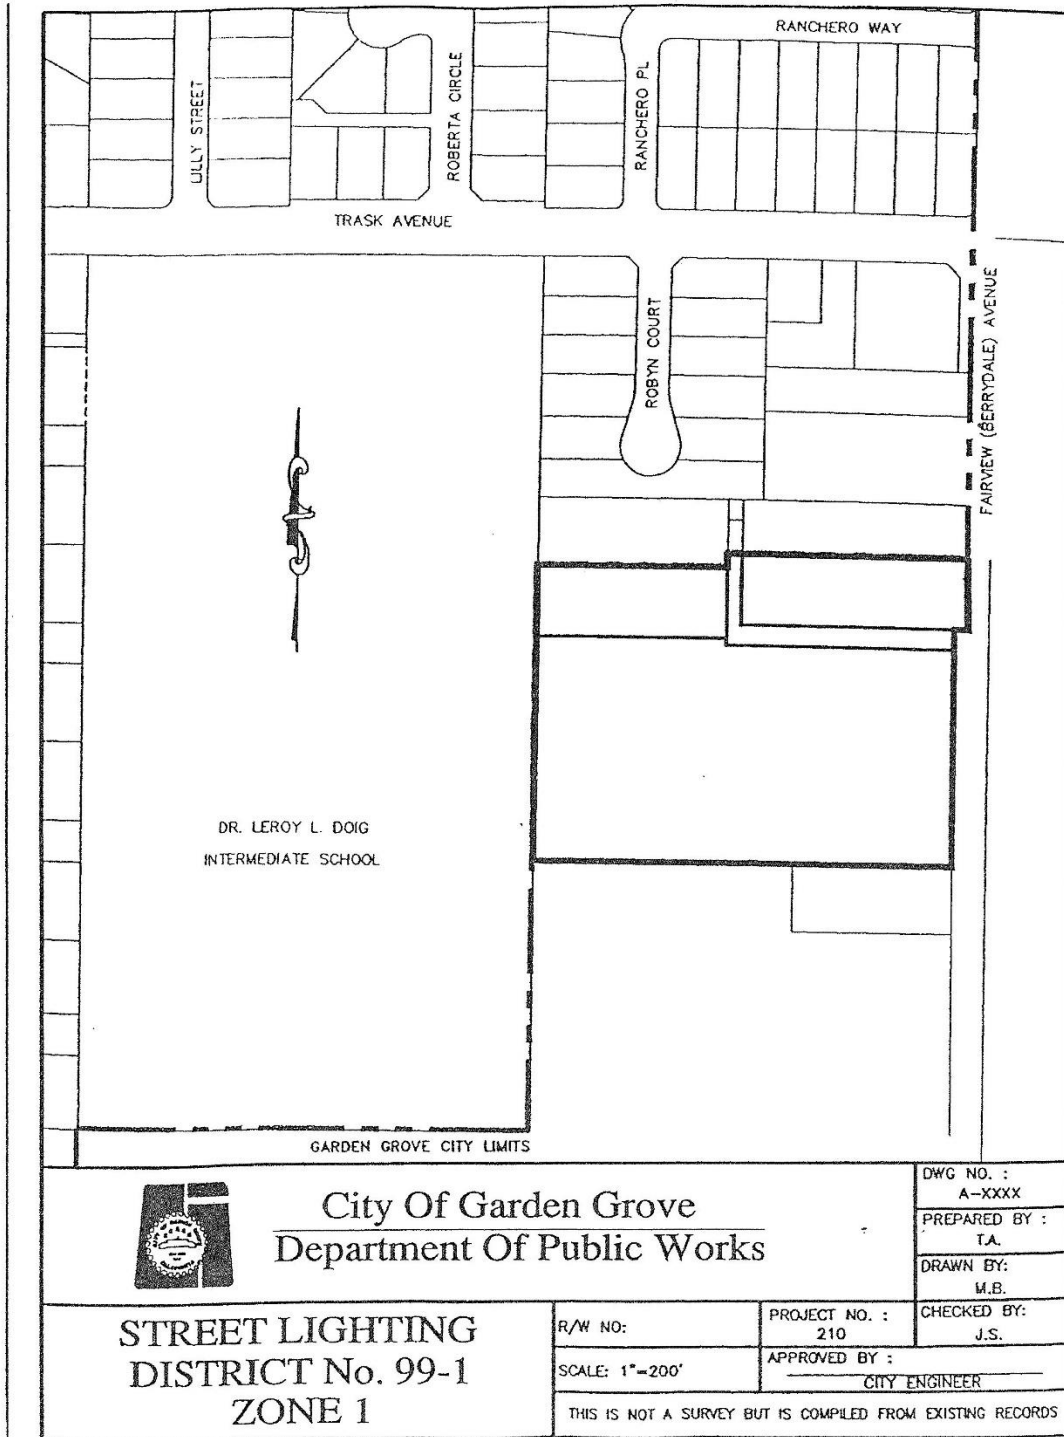 RANCHERO WAY
LILLY STREET
ROBERTA CIRCLE
RANCHERO PL
TRASK AVENUE
FAIRVIEW (BERRYDALE) AVENUE
ROBYN COURT
DR. LEROY L. DOIG
INTERMEDIATE SCHOOL
GARDEN GROVE CITY LIMITS
City Of Garden Grove
Department Of Public Works
DWG NO. :
A-XXXX
PREPARED BY :
T.A.
DRAWN BY:
M.B.
STREET LIGHTING
DISTRICT No. 99-1
ZONE 1
R/W NO:
PROJECT NO. :
210
CHECKED BY:
J.S.
SCALE: 1"=200'
APPROVED BY :
CITY ENGINEER
THIS IS NOT A SURVEY BUT IS COMPILED FROM EXISTING RECORDS